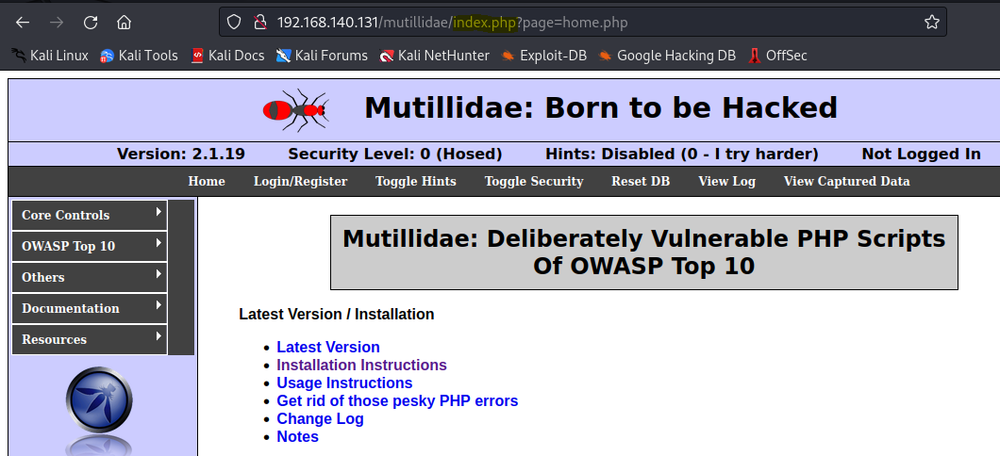 192.168.140.131/mutillidae/index.php?page=home.php
Kali Linux Kali Tools Kali Docs Kali Forums Kali NetHunter Exploit-DB Google Hacking DB OffSec
Mutillidae: Born to be Hacked
Version: 2.1.19 Security Level: 0 (Hosed) Hints: Disabled (0 - I try harder) Not Logged In
Home Login/Register Toggle Hints Toggle Security Reset DB View Log View Captured Data
Core Controls
OWASP Top 10
Others
Documentation
Resources
Mutillidae: Deliberately Vulnerable PHP Scripts
Of OWASP Top 10
Latest Version / Installation
Latest Version
Installation Instructions
Usage Instructions
Get rid of those pesky PHP errors
Change Log
Notes